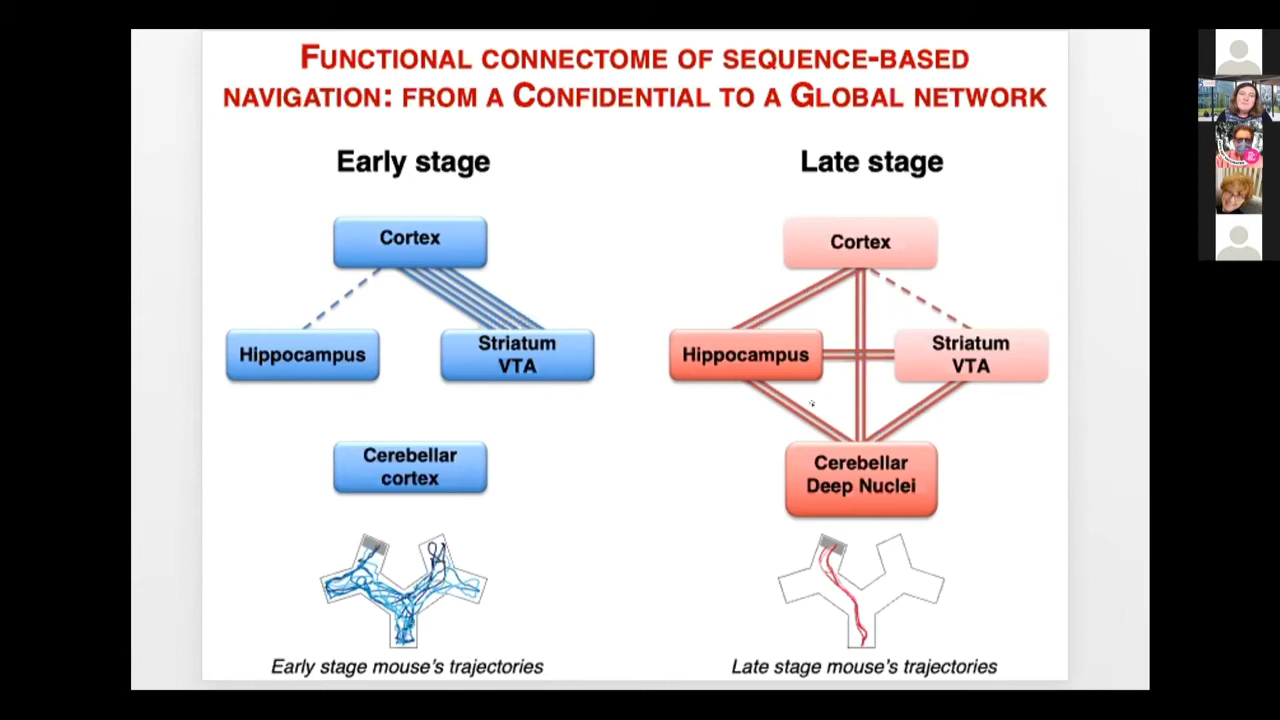 FUNCTIONAL CONNECTOME OF SEQUENCE-BASED
NAVIGATION: FROM A CONFIDENTIAL TO A GLOBAL NETWORK
Early stage
Late stage
Cortex
Hippocampus
Striatum
VTA
Cerebellar
cortex
Cortex
Hippocampus
Striatum
VTA
Cerebellar
Deep Nuclei
Early stage mouse's trajectories
Late stage mouse's trajectories